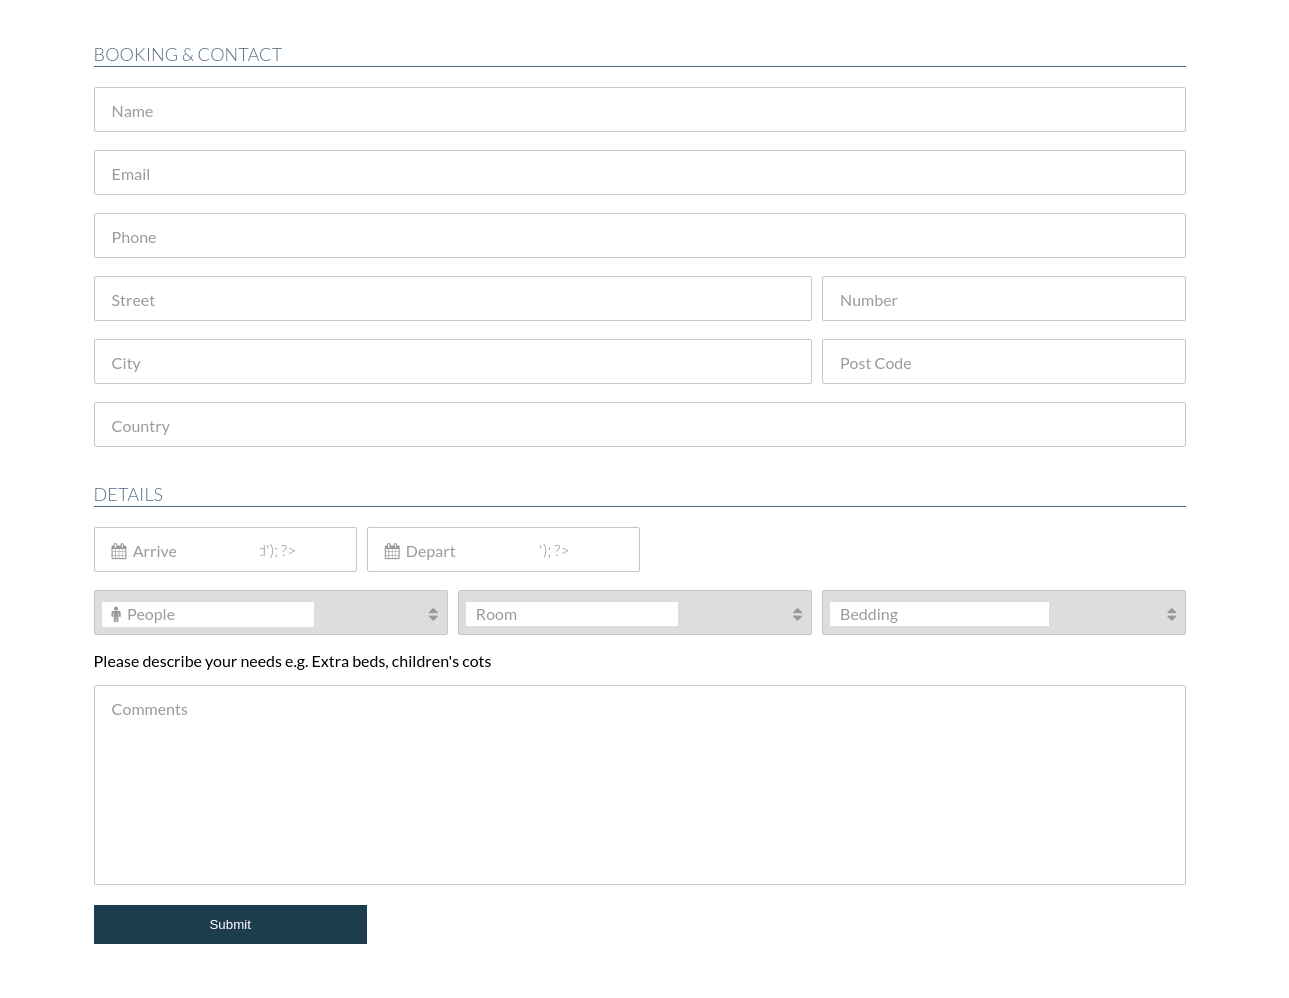 BOOKING & CONTACT
Name
Email
Phone
Street Number
City Post Code
Country
DETAILS
Arrive d'); ?> Depart '); ?>
People Room Bedding
Please describe your needs e.g. Extra beds, children's cots
Comments
Submit